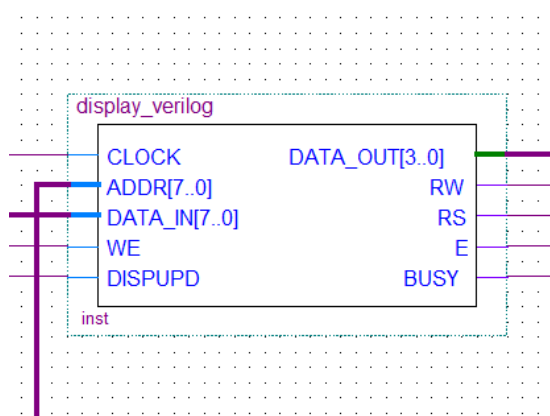 display_verilog
CLOCK DATA_OUT[3..0]
ADDR[7..0] RW
DATA_IN[7..0] RS
WE E
DISPUPD BUSY
inst